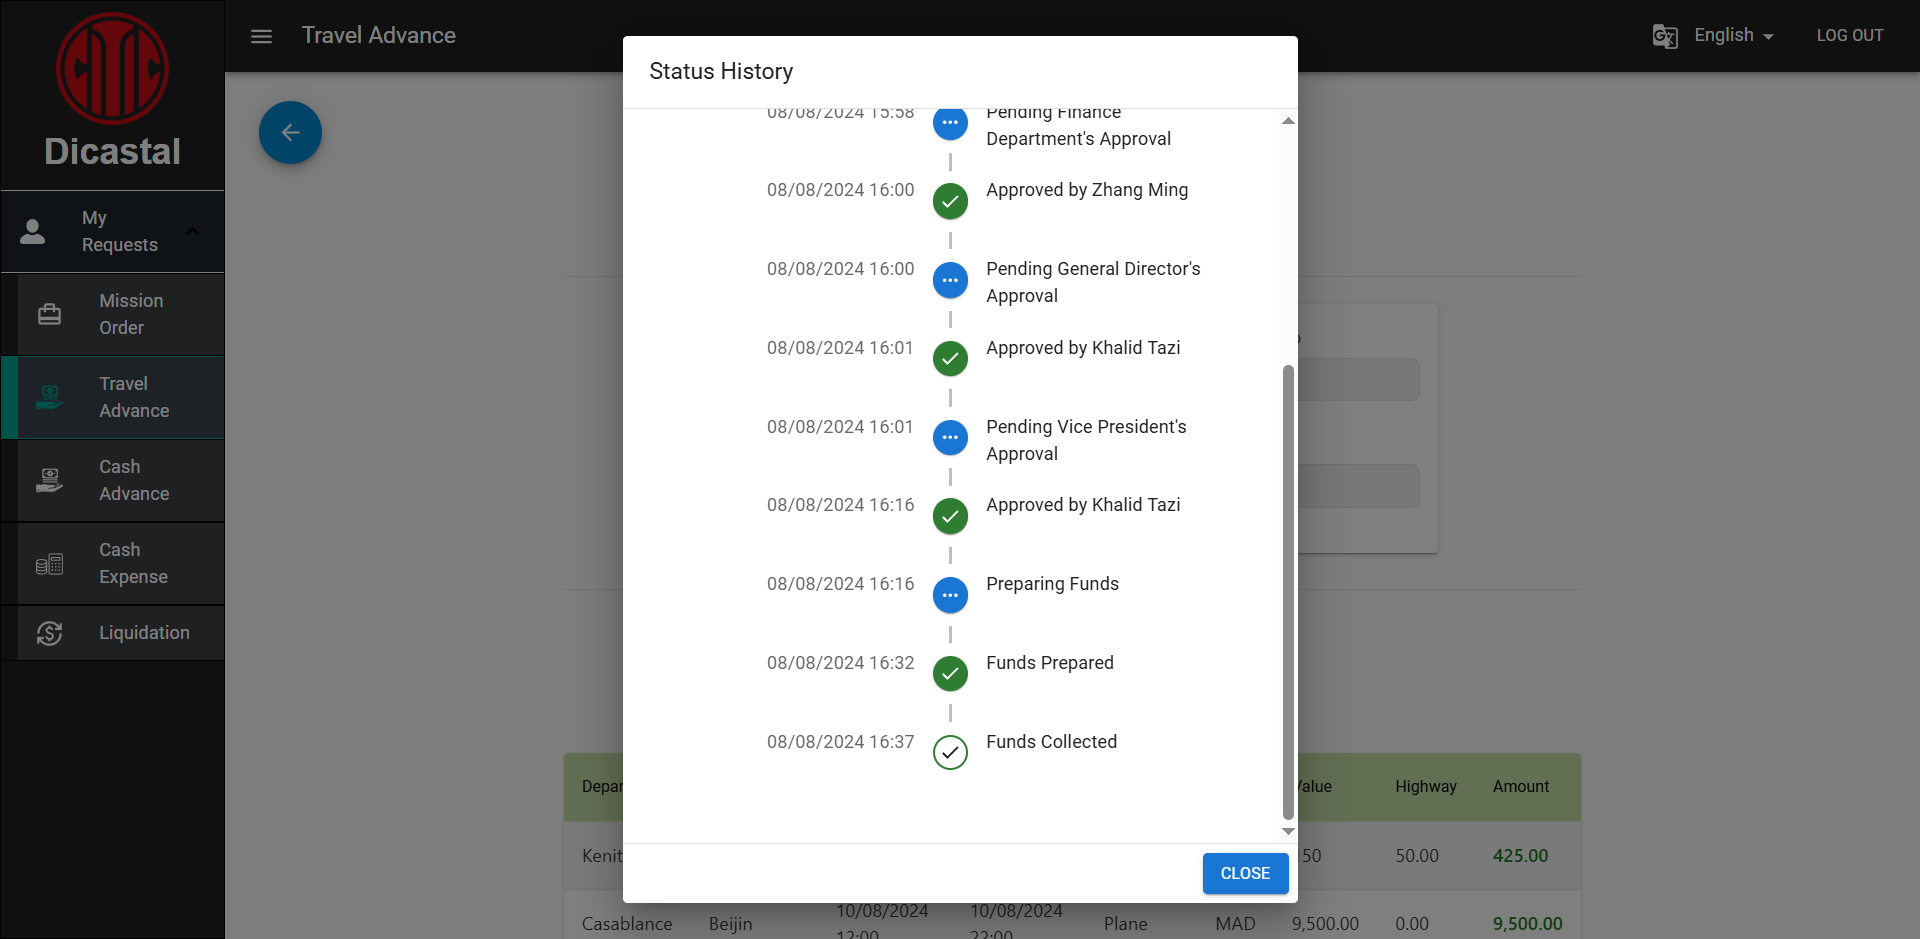 Dicastal
My
Requests
Mission
Order
Travel
Advance
Cash
Advance
Cash
Expense
Liquidation
Travel Advance
English
LOG OUT
Status History
08/08/2024 15:58
Pending Finance
Department's Approval
08/08/2024 16:00
Approved by Zhang Ming
08/08/2024 16:00
Pending General Director's
Approval
08/08/2024 16:01
Approved by Khalid Tazi
08/08/2024 16:01
Pending Vice President's
Approval
08/08/2024 16:16
Approved by Khalid Tazi
08/08/2024 16:16
Preparing Funds
08/08/2024 16:32
Funds Prepared
08/08/2024 16:37
Funds Collected
CLOSE
Depar Value Highway Amount
Kenit 50 50.00 425.00
Casablance Beijin 10/08/2024 10/08/2024 Plane MAD 9,500.00 0.00 9,500.00
12:00 22:00